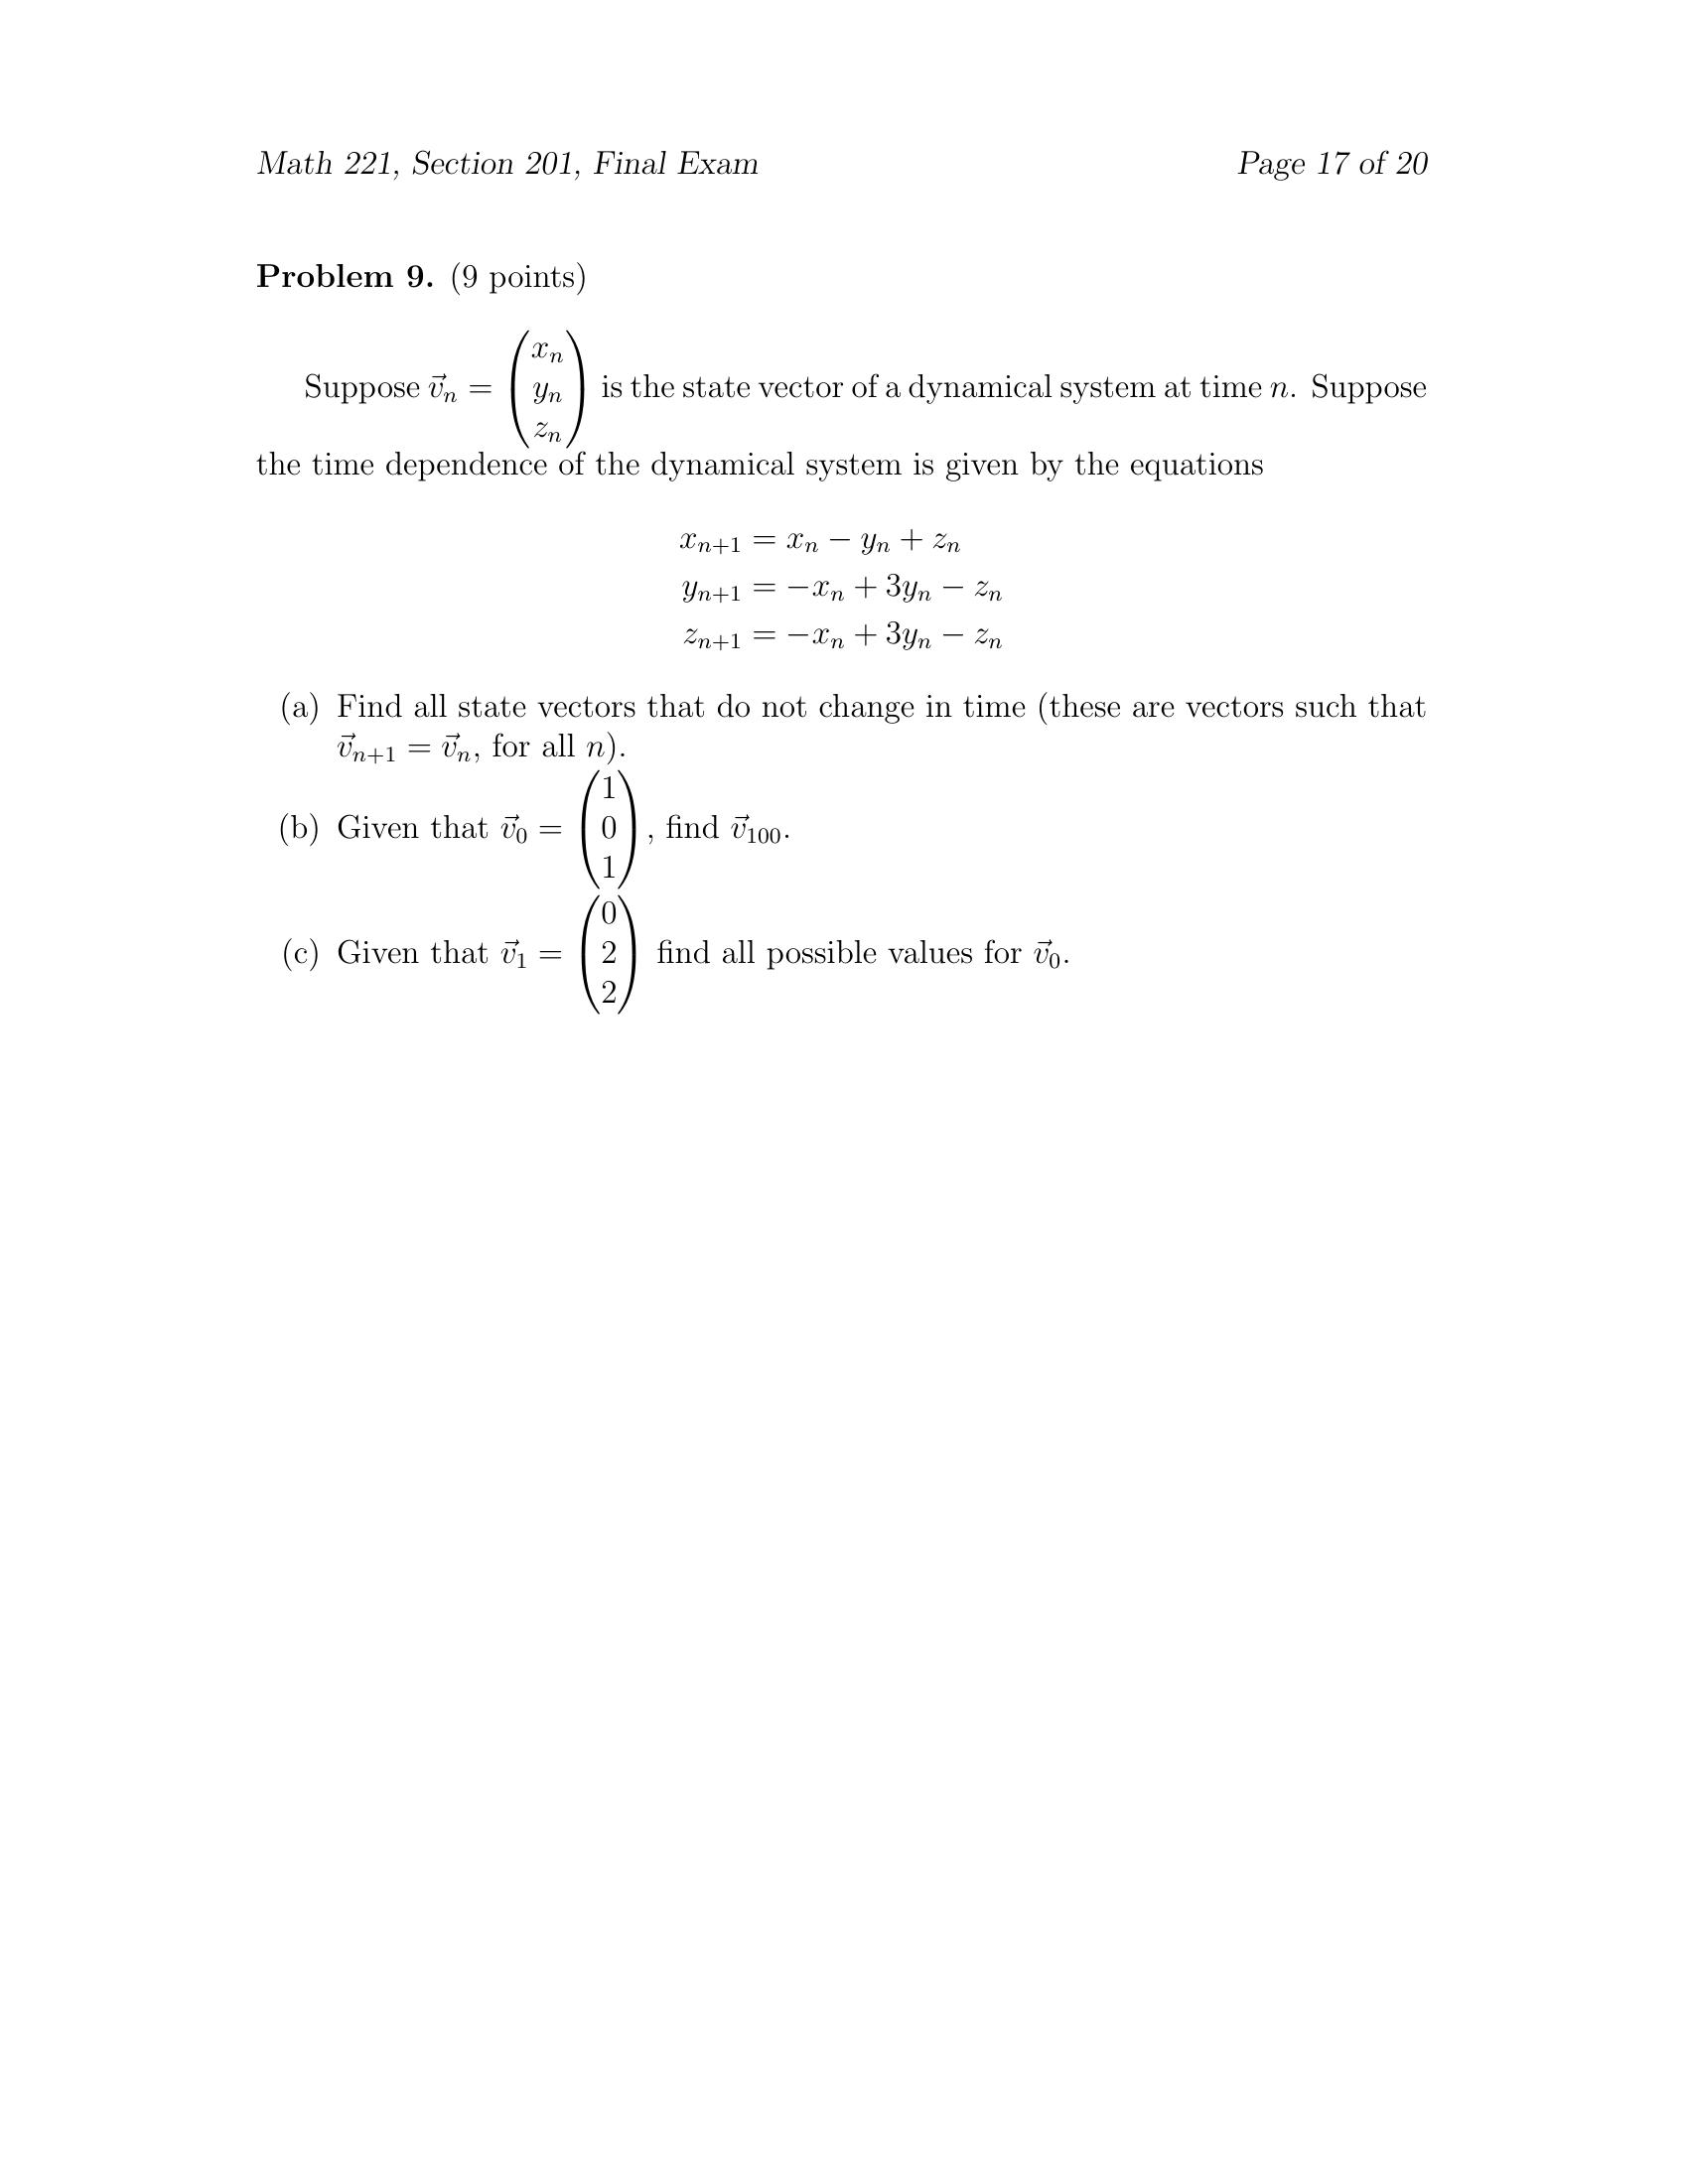 Math 221, Section 201, Final Exam Page 17 of 20
Problem 9. (9 points)
Suppose $\vec{v}_n = \begin{pmatrix} x_n \\ y_n \\ z_n \end{pmatrix}$ is the state vector of a dynamical system at time $n$. Suppose
the time dependence of the dynamical system is given by the equations
$x_{n+1} = x_n - y_n + z_n$
$y_{n+1} = -x_n + 3y_n - z_n$
$z_{n+1} = -x_n + 3y_n - z_n$
(a) Find all state vectors that do not change in time (these are vectors such that
$\vec{v}_{n+1} = \vec{v}_n$, for all $n$).
(b) Given that $\vec{v}_0 = \begin{pmatrix} 1 \\ 0 \\ 1 \end{pmatrix}$, find $\vec{v}_{100}$.
(c) Given that $\vec{v}_1 = \begin{pmatrix} 0 \\ 2 \\ 2 \end{pmatrix}$ find all possible values for $\vec{v}_0$.